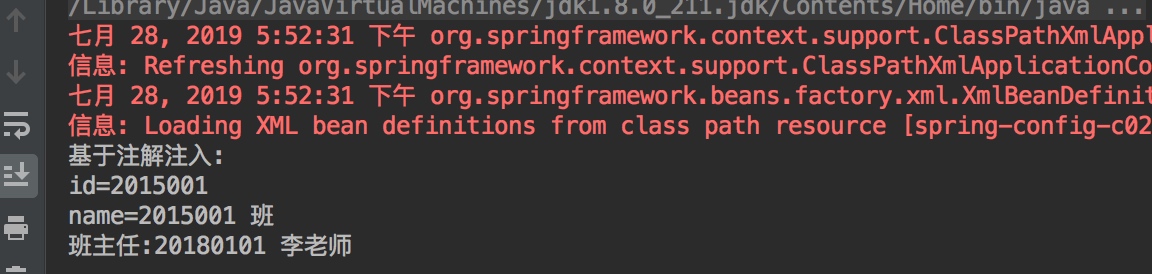 /Library/Java/JavaVirtualMachines/jdk1.8.0_211.jdk/Contents/Home/bin/java ...
七月 28, 2019 5:52:31 下午 org.springframework.context.support.ClassPathXmlAppl
信息: Refreshing org.springframework.context.support.ClassPathXmlApplicationCo
七月 28, 2019 5:52:31 下午 org.springframework.beans.factory.xml.XmlBeanDefinit
信息: Loading XML bean definitions from class path resource [spring-config-c02
基于注解注入:
id=2015001
name=2015001 班
班主任:20180101 李老师